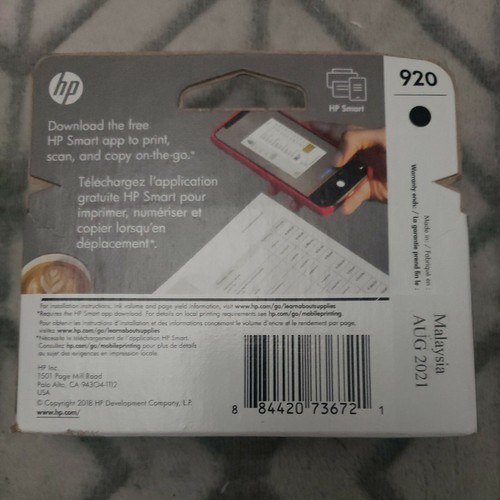 hp
920
HP Smart
Download the free
HP Smart app to print,
scan, and copy on-the-go.*
Téléchargez l'application
gratuite HP Smart pour
imprimer, numériser et
copier lorsqu'en
déplacement*.
Made in: / Fabriqué en :
Warranty ends: / La garantie prend fin le :
Malaysia
AUG 2021
For installation instructions, ink volume and page yield information, visit www.hp.com/go/learnaboutsupplies
*Requires the HP Smart app download. For details on local printing requirements see hp.com/go/mobileprinting.
Pour obtenir les instructions d'installation et des informations concernant le volume d'encre et le rendement par page,
visitez www.hp.com/go/learnaboutsupplies
*Nécessite le téléchargement de l'application HP Smart.
Consultez hp.com/go/mobileprinting pour plus de détails
au sujet des exigences en impression locale.
HP Inc.
1501 Page Mill Road
Palo Alto, CA 94304-1112
USA
© Copyright 2018 HP Development Company, L.P.
www.hp.com/
8 84420 73672 1